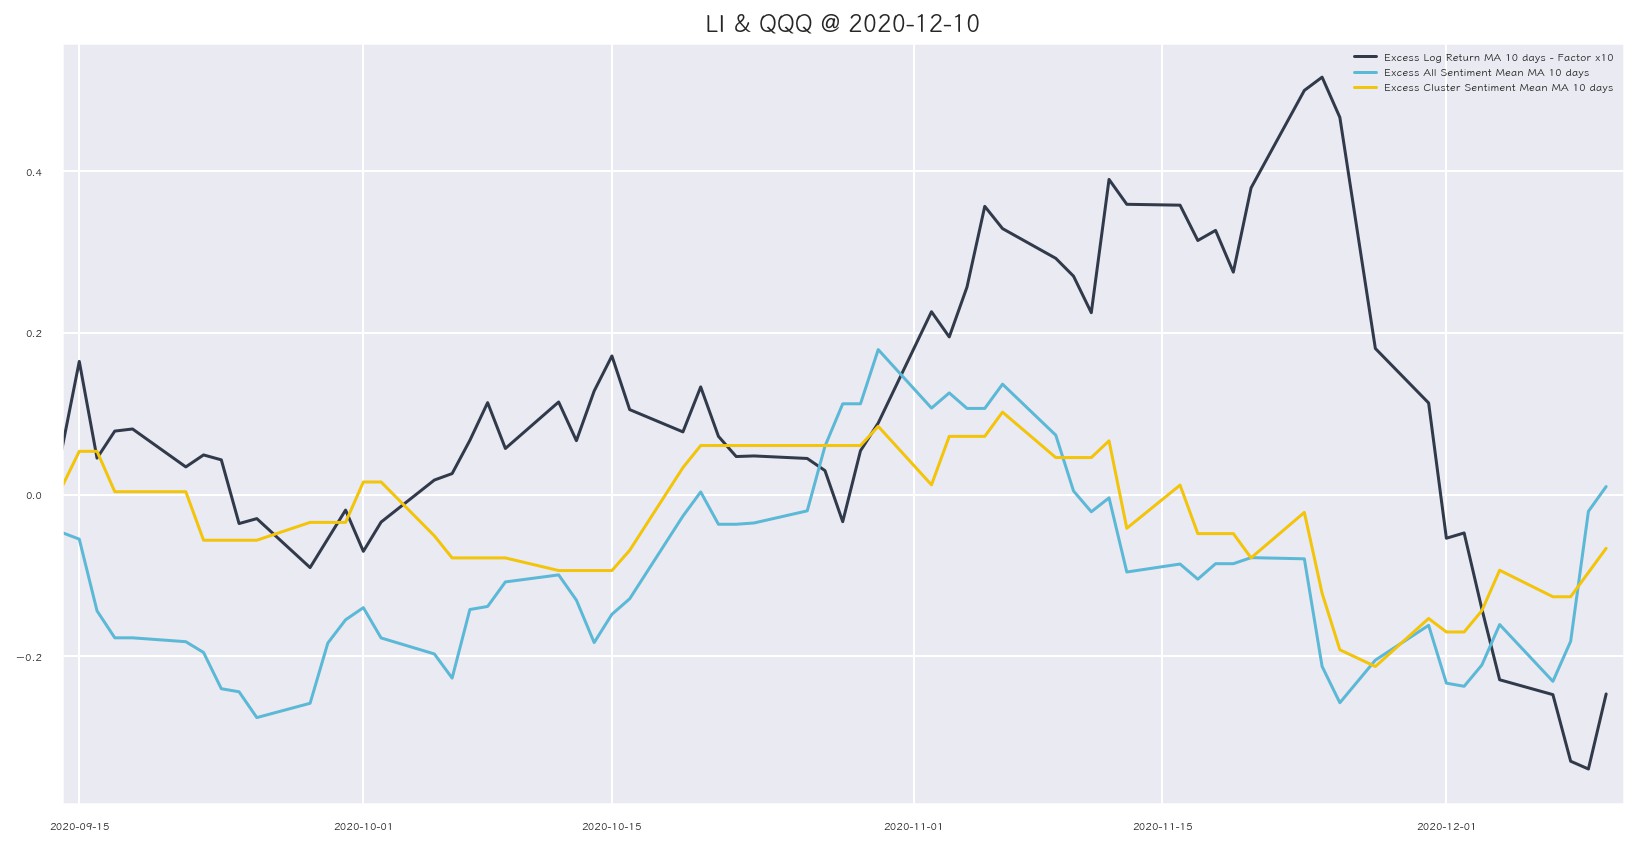 LI & QQQ @ 2020-12-10
Excess Log Return MA 10 days - Factor x10
Excess All Sentiment Mean MA 10 days
Excess Cluster Sentiment Mean MA 10 days
0.4
0.2
0.0
−0.2
2020-09-15 2020-10-01 2020-10-15 2020-11-01 2020-11-15 2020-12-01